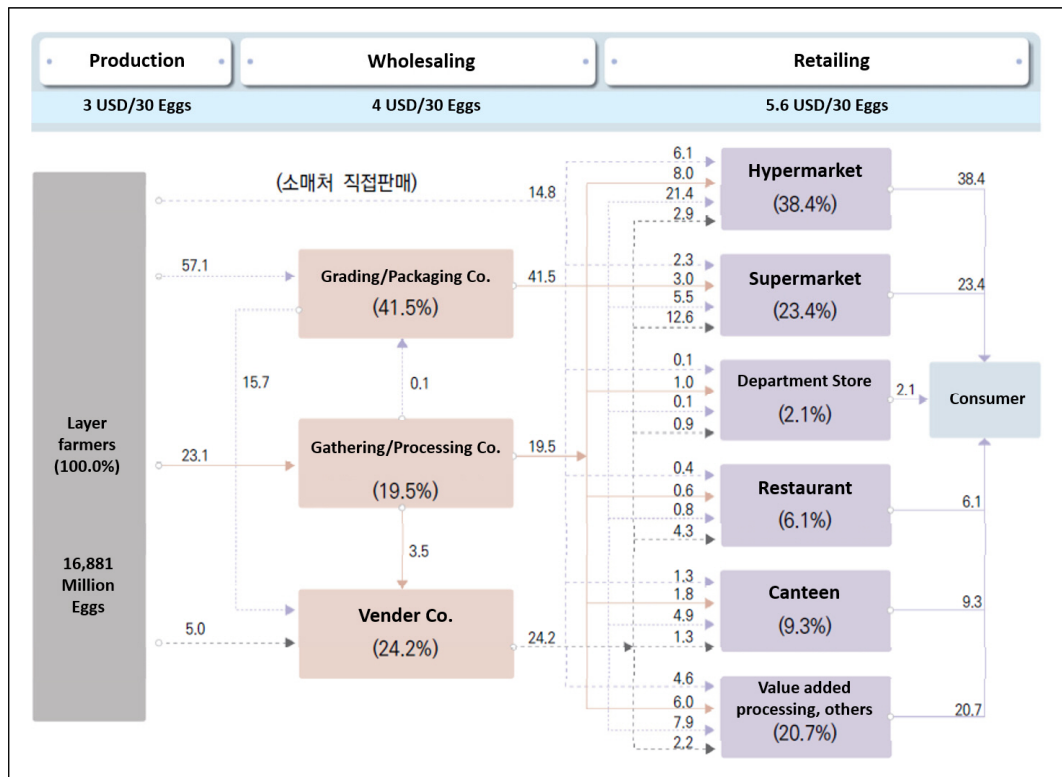 Production
Wholesaling
Retailing
3 USD/30 Eggs
4 USD/30 Eggs
5.6 USD/30 Eggs
Layer
farmers
(100.0%)
16,881
Million
Eggs
(소매처 직접판매)
14.8
57.1
Grading/Packaging Co.
(41.5%)
41.5
15.7
0.1
23.1
Gathering/Processing Co.
(19.5%)
19.5
3.5
5.0
Vender Co.
(24.2%)
24.2
6.1
8.0
21.4
2.9
Hypermarket
(38.4%)
38.4
2.3
3.0
5.5
12.6
Supermarket
(23.4%)
23.4
0.1
1.0
0.1
0.9
Department Store
(2.1%)
2.1
Consumer
0.4
0.6
0.8
4.3
Restaurant
(6.1%)
6.1
1.3
1.8
4.9
1.3
Canteen
(9.3%)
9.3
4.6
6.0
7.9
2.2
Value added
processing, others
(20.7%)
20.7